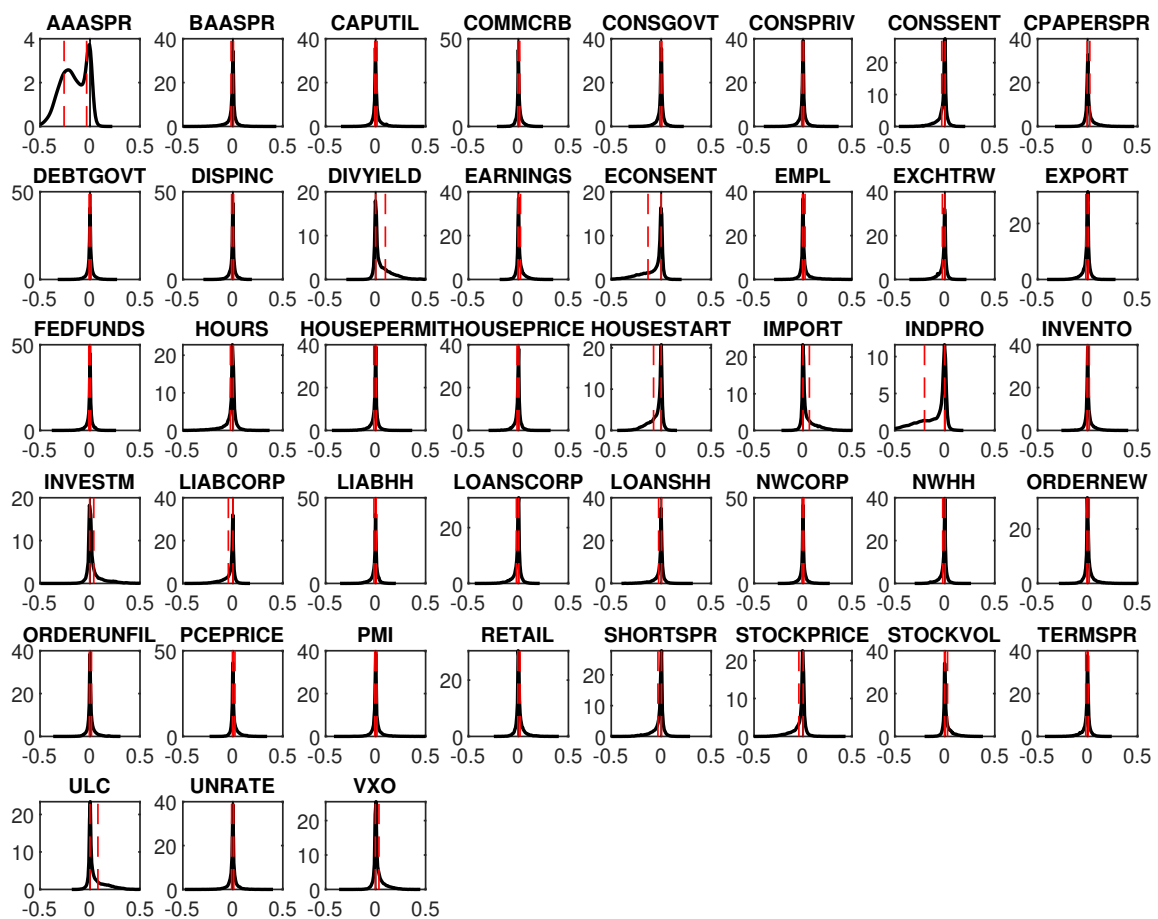 AAASPR BAASPR CAPUTIL COMMCRB CONSGOVT CONSPRIV CONSSENT CPAPERSPR
4 40 40 50 40 40 40
2 20 20 20 20 20 20
10
0 0 0 0 0 0 0 0
-0.5 0 0.5 -0.5 0 0.5 -0.5 0 0.5 -0.5 0 0.5 -0.5 0 0.5 -0.5 0 0.5 -0.5 0 0.5 -0.5 0 0.5
DEBTGOVT DISPINC DIVYIELD EARNINGS ECONSENT EMPL EXCHTRW EXPORT
50 50 20 40 20 40 40
10 20 10 20 20 20
0 0 0 0 0 0 0 0
-0.5 0 0.5 -0.5 0 0.5 -0.5 0 0.5 -0.5 0 0.5 -0.5 0 0.5 -0.5 0 0.5 -0.5 0 0.5 -0.5 0 0.5
FEDFUNDS HOURS HOUSEPERMIT HOUSEPRICE HOUSESTART IMPORT INDPRO INVENTO
50 20 40 40 20 20 10 40
10 20 20 10 10 5 20
0 0 0 0 0 0 0 0
-0.5 0 0.5 -0.5 0 0.5 -0.5 0 0.5 -0.5 0 0.5 -0.5 0 0.5 -0.5 0 0.5 -0.5 0 0.5 -0.5 0 0.5
INVESTM LIABCORP LIABHH LOANSCORP LOANSHH NWCORP NWHH ORDERNEW
20 40 50 40 50 40
10 20 20 20 20 20
0 0 0 0 0 0 0 0
-0.5 0 0.5 -0.5 0 0.5 -0.5 0 0.5 -0.5 0 0.5 -0.5 0 0.5 -0.5 0 0.5 -0.5 0 0.5 -0.5 0 0.5
ORDERUNFIL PCEPRICE PMI RETAIL SHORTSPR STOCKPRICE STOCKVOL TERMSPR
40 50 40 20 20 20 40 40
20 20 10 10 20 20
0 0 0 0 0 0 0 0
-0.5 0 0.5 -0.5 0 0.5 -0.5 0 0.5 -0.5 0 0.5 -0.5 0 0.5 -0.5 0 0.5 -0.5 0 0.5 -0.5 0 0.5
ULC UNRATE VXO
20 40 20
10 20 10
0 0 0
-0.5 0 0.5 -0.5 0 0.5 -0.5 0 0.5